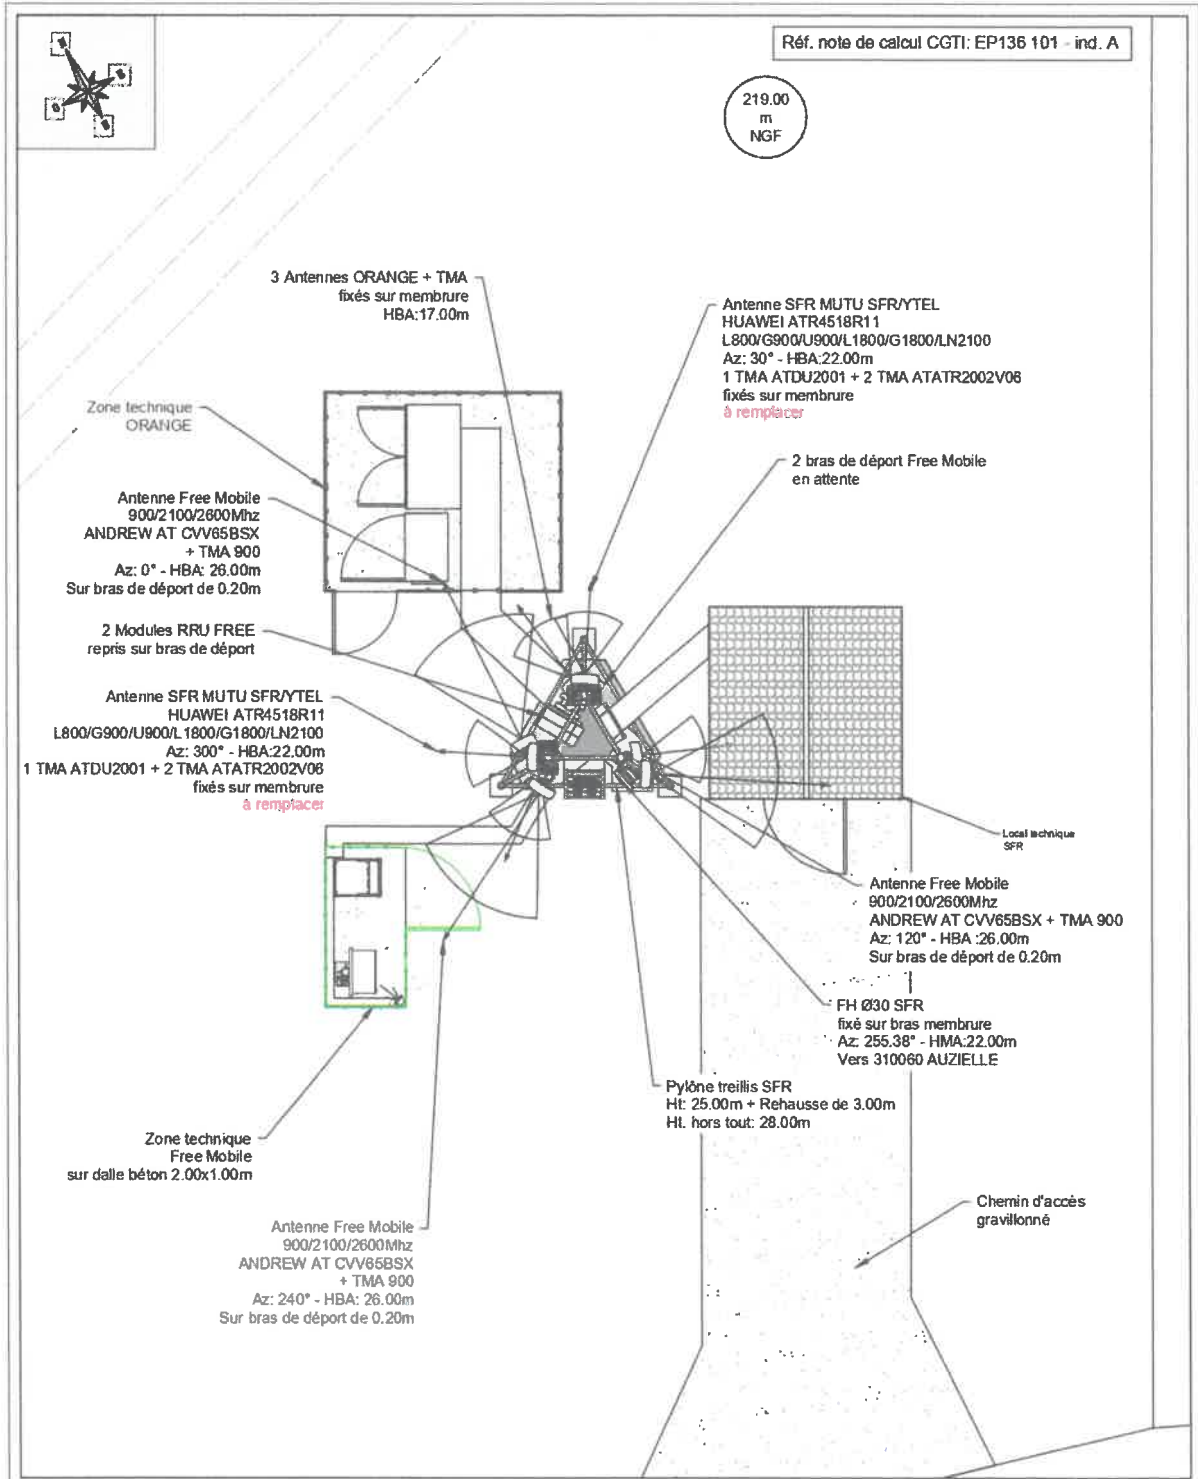 Réf. note de calcul CGTI: EP136 101 - ind. A
219.00
m
NGF
3 Antennes ORANGE + TMA
fixés sur membrure
HBA:17.00m
Antenne SFR MUTU SFR/YTEL
HUAWEI ATR4518R11
L800/G900/U900/L1800/G1800/LN2100
Az: 30° - HBA:22.00m
1 TMA ATDU2001 + 2 TMA ATATR2002V06
fixés sur membrure
à remplacer
Zone technique
ORANGE
2 bras de déport Free Mobile
en attente
Antenne Free Mobile
900/2100/2600Mhz
ANDREW AT CVV65BSX
+ TMA 900
Az: 0° - HBA: 26.00m
Sur bras de déport de 0.20m
2 Modules RRU FREE
repris sur bras de déport
Antenne SFR MUTU SFR/YTEL
HUAWEI ATR4518R11
L800/G900/U900/L1800/G1800/LN2100
Az: 300° - HBA:22.00m
1 TMA ATDU2001 + 2 TMA ATATR2002V06
fixés sur membrure
à remplacer
Local technique
SFR
Antenne Free Mobile
900/2100/2600Mhz
ANDREW AT CVV65BSX + TMA 900
Az: 120° - HBA :26.00m
Sur bras de déport de 0.20m
FH Ø30 SFR
fixé sur bras membrure
Az: 255.38° - HMA:22.00m
Vers 310060 AUZIELLE
Pylône treillis SFR
Ht: 25.00m + Rehausse de 3.00m
Ht. hors tout: 28.00m
Zone technique
Free Mobile
sur dalle béton 2.00x1.00m
Chemin d'accès
gravillonné
Antenne Free Mobile
900/2100/2600Mhz
ANDREW AT CVV65BSX
+ TMA 900
Az: 240° - HBA: 26.00m
Sur bras de déport de 0.20m